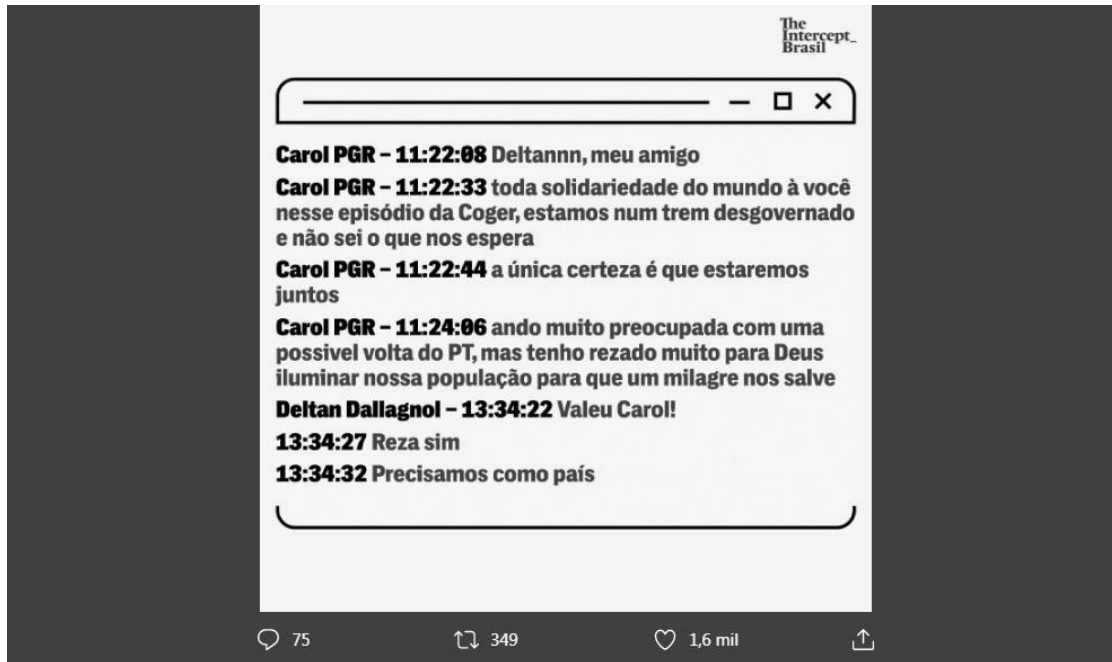 The
Intercept_
Brasil
Carol PGR – 11:22:08 Deltannn, meu amigo
Carol PGR – 11:22:33 toda solidariedade do mundo à você
nesse episódio da Coger, estamos num trem desgovernado
e não sei o que nos espera
Carol PGR – 11:22:44 a única certeza é que estaremos
juntos
Carol PGR – 11:24:06 ando muito preocupada com uma
possivel volta do PT, mas tenho rezado muito para Deus
iluminar nossa população para que um milagre nos salve
Deltan Dallagnol – 13:34:22 Valeu Carol!
13:34:27 Reza sim
13:34:32 Precisamos como país
75 349 1,6 mil